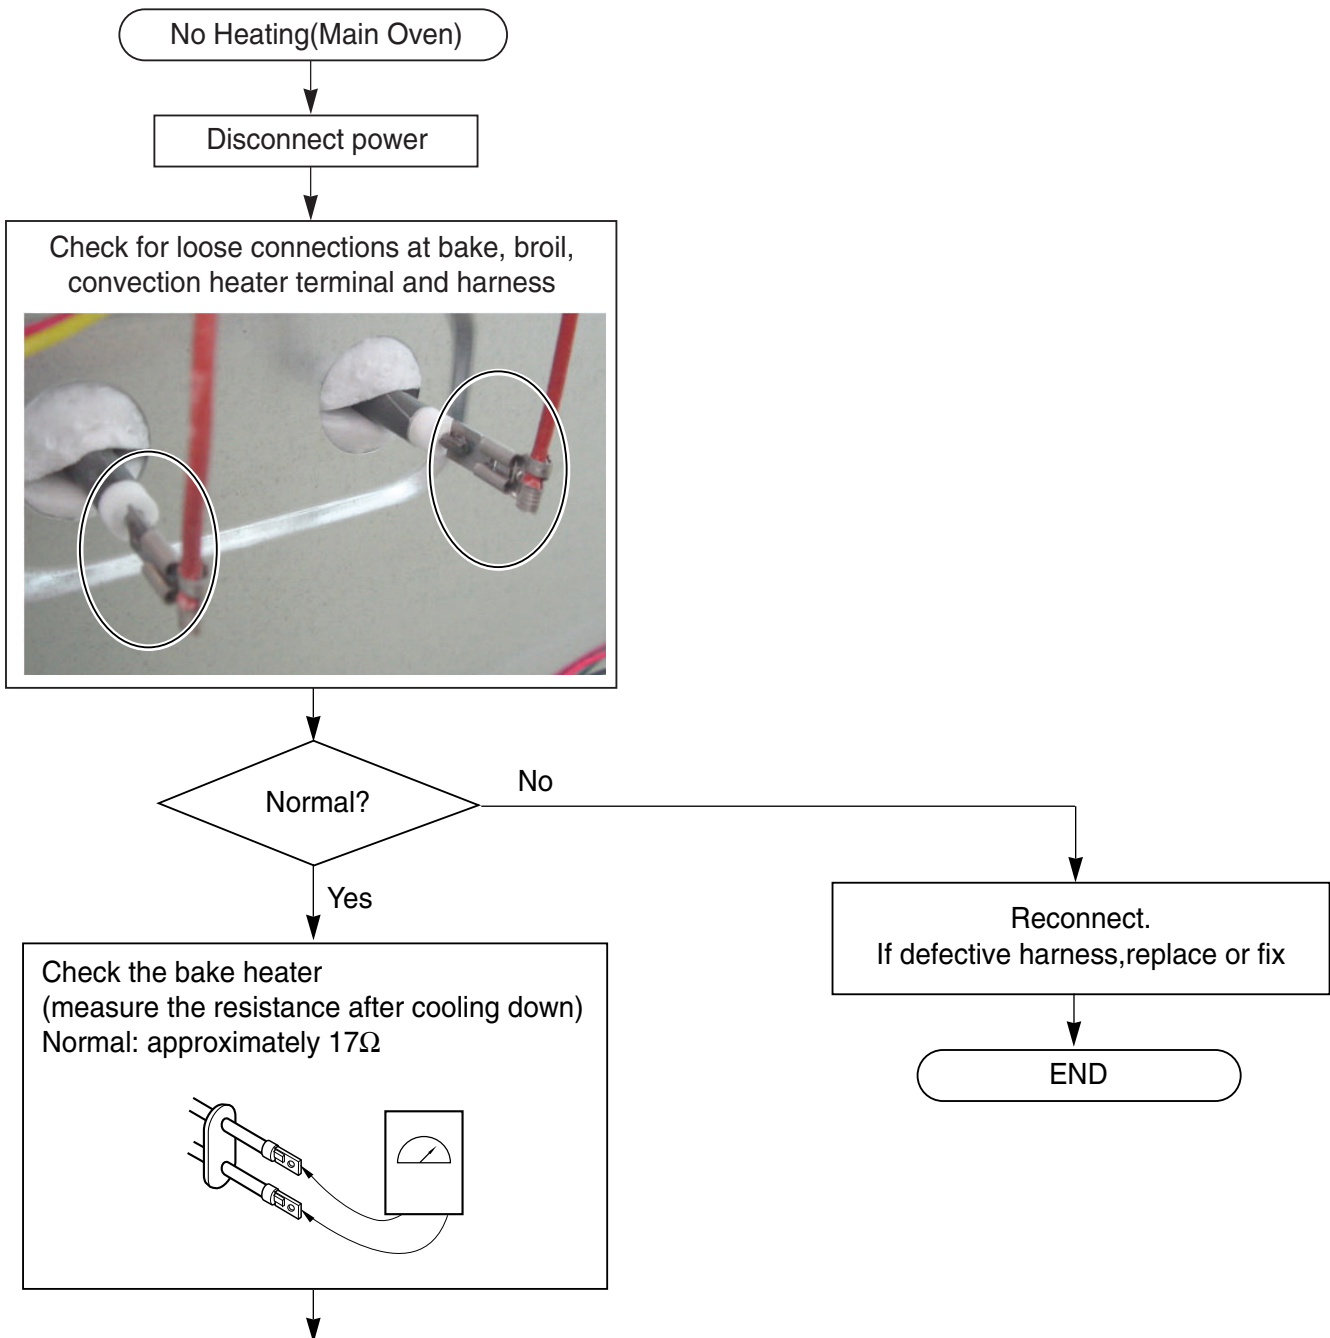 No Heating(Main Oven)
Disconnect power
Check for loose connections at bake, broil,
convection heater terminal and harness
Normal?
No
Yes
Reconnect.
If defective harness,replace or fix
END
Check the bake heater
(measure the resistance after cooling down)
Normal: approximately 17Ω